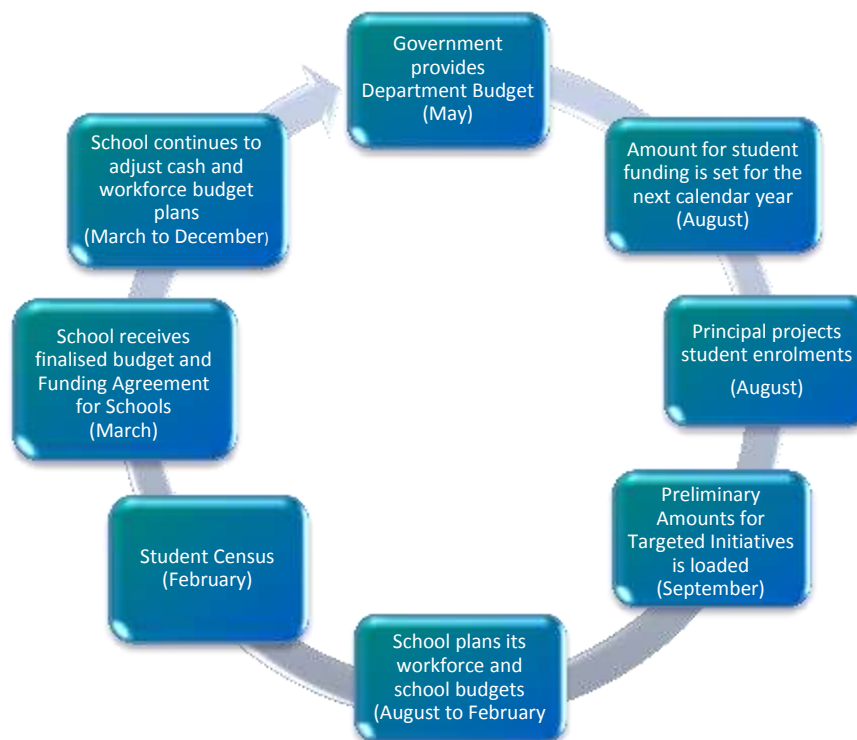 Government
provides
Department Budget
(May)
Amount for student
funding is set for the
next calendar year
(August)
Principal projects
student enrolments
(August)
Preliminary
Amounts for
Targeted Initiatives
is loaded
(September)
School plans its
workforce and
school budgets
(August to February
Student Census
(February)
School receives
finalised budget and
Funding Agreement
for Schools
(March)
School continues to
adjust cash and
workforce budget
plans
(March to December)